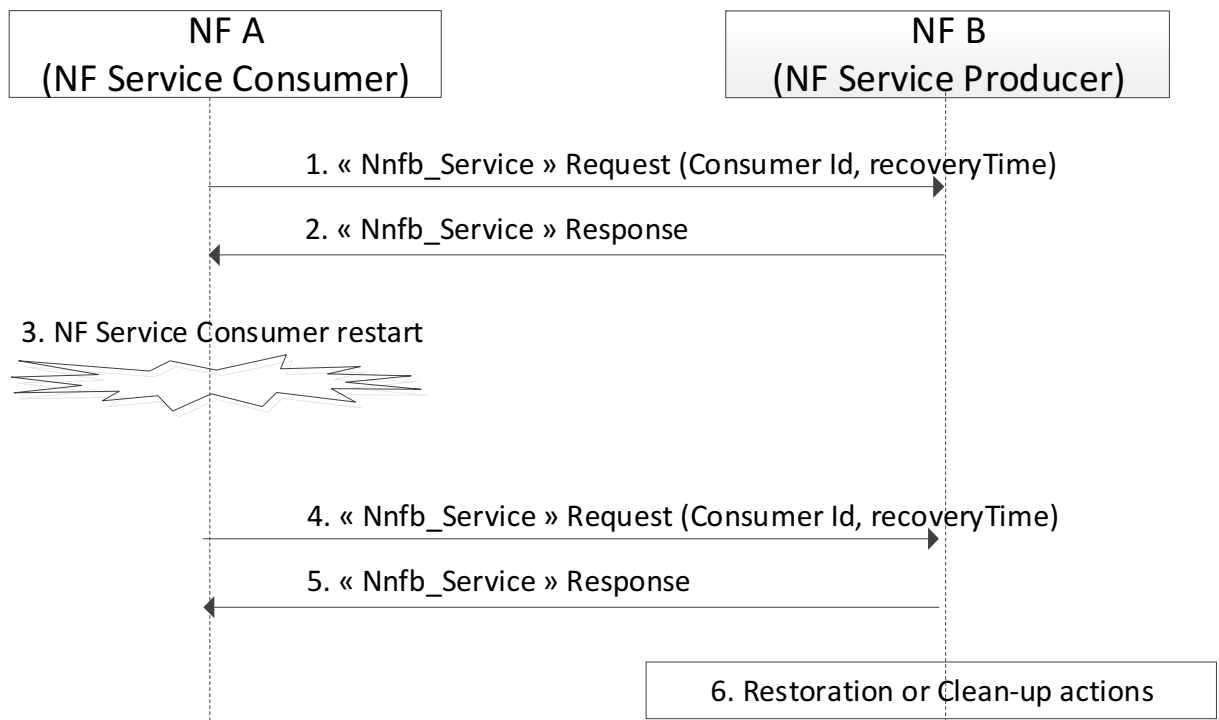 NF A
(NF Service Consumer)
NF B
(NF Service Producer)
1. « Nnfb_Service » Request (Consumer Id, recoveryTime)
2. « Nnfb_Service » Response
3. NF Service Consumer restart
4. « Nnfb_Service » Request (Consumer Id, recoveryTime)
5. « Nnfb_Service » Response
6. Restoration or Clean-up actions